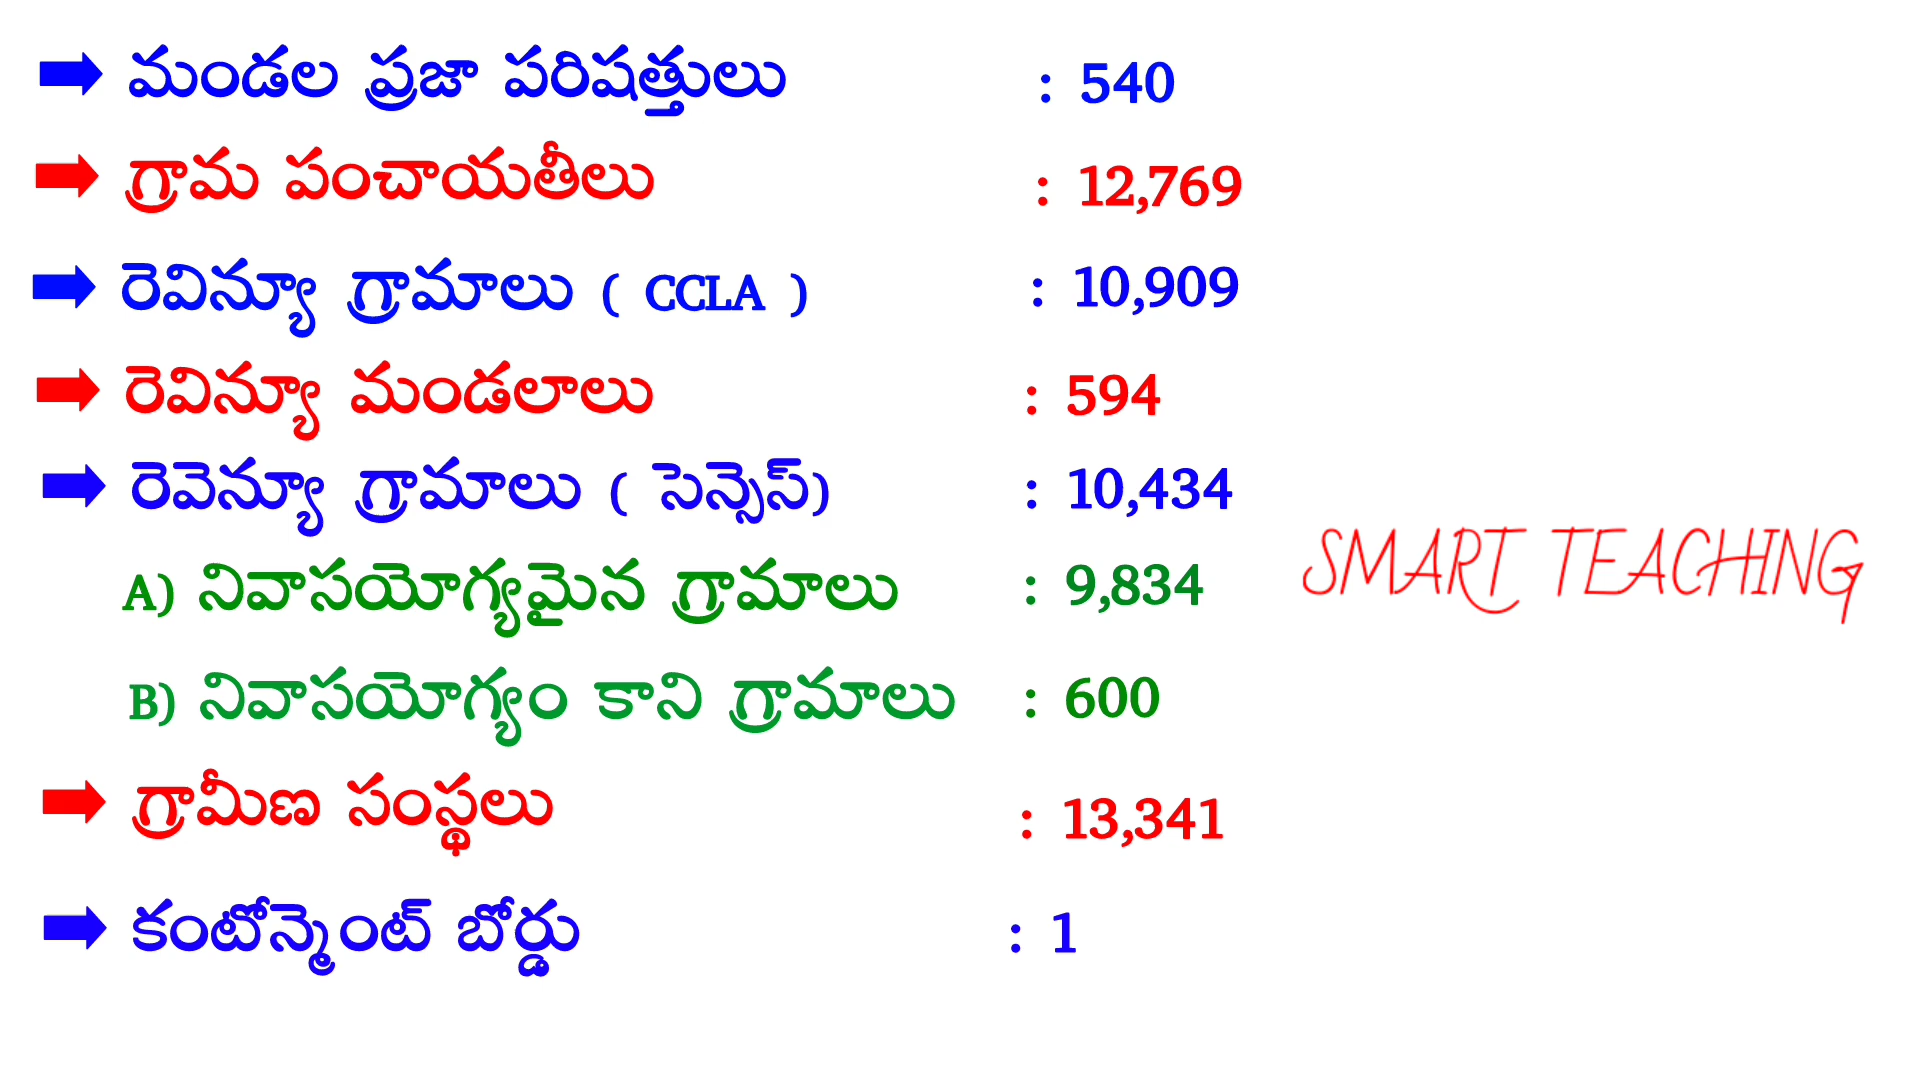 మండల ప్రజా పరిషత్తులు : 540
గ్రామ పంచాయతీలు : 12,769
రెవిన్యూ గ్రామాలు ( CCLA ) : 10,909
రెవిన్యూ మండలాలు : 594
రెవెన్యూ గ్రామాలు ( సెన్సెస్) : 10,434
A) నివాసయోగ్యమైన గ్రామాలు : 9,834
B) నివాసయోగ్యం కాని గ్రామాలు : 600
గ్రామీణ సంస్థలు : 13,341
కంటోన్మెంట్ బోర్డు : 1
SMART TEACHING